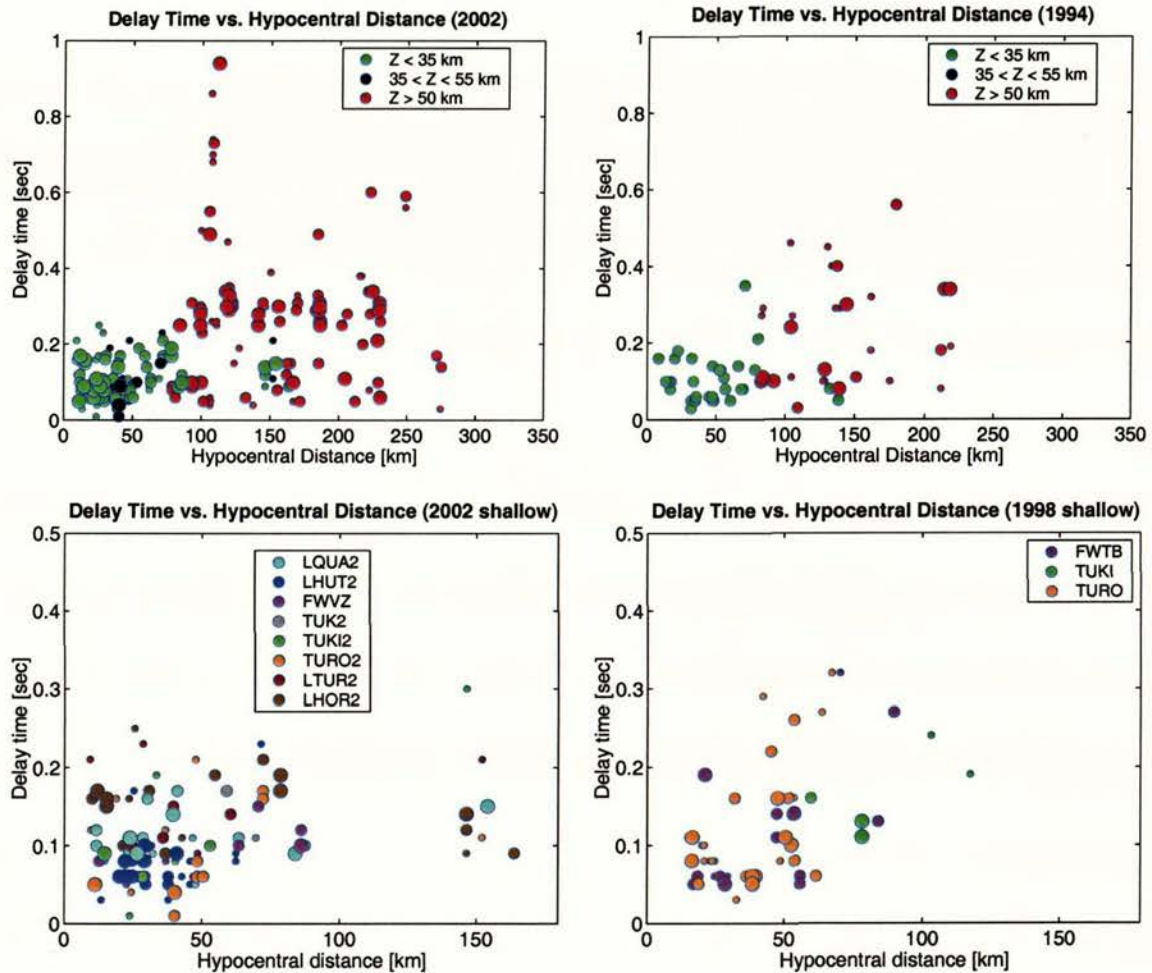 Delay Time vs. Hypocentral Distance (2002)
1
0.8
0.6
0.4
0.2
0
Delay time [sec]
Z < 35 km
35 < Z < 55 km
Z > 50 km
0 50 100 150 200 250 300 350
Hypocentral Distance [km]
Delay Time vs. Hypocentral Distance (1994)
1
0.8
0.6
0.4
0.2
0
Delay time [sec]
Z < 35 km
35 < Z < 55 km
Z > 50 km
0 50 100 150 200 250 300 350
Hypocentral Distance [km]
Delay Time vs. Hypocentral Distance (2002 shallow)
0.5
0.4
0.3
0.2
0.1
0
Delay time [sec]
LQUA2
LHUT2
FWVZ
TUK2
TUKI2
TURO2
LTUR2
LHOR2
0 50 100 150
Hypocentral distance [km]
Delay Time vs. Hypocentral Distance (1998 shallow)
0.5
0.4
0.3
0.2
0.1
0
Delay time [sec]
FWTB
TUKI
TURO
0 50 100 150
Hypocentral distance [km]